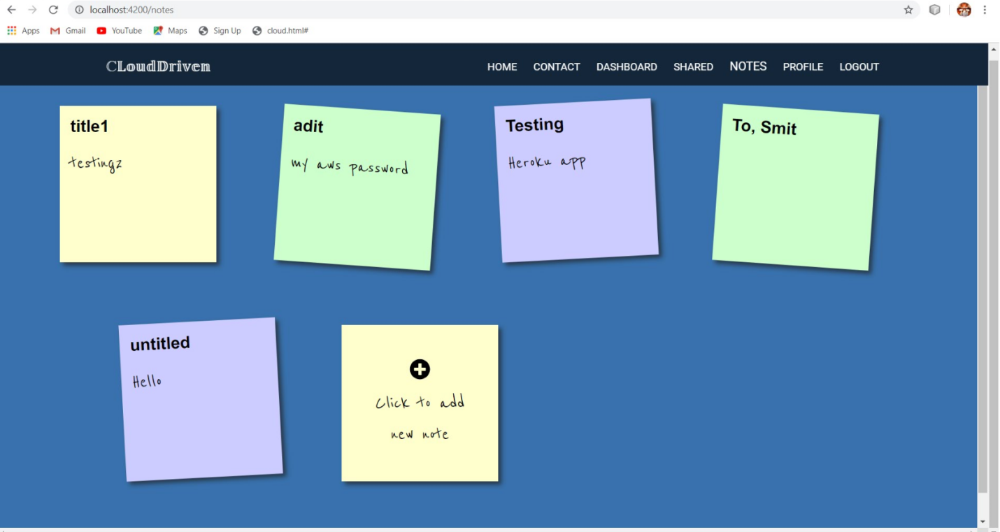 localhost:4200/notes
Apps Gmail YouTube Maps Sign Up cloud.html#
CLoudDriven HOME CONTACT DASHBOARD SHARED NOTES PROFILE LOGOUT
title1
testingz
adit
my aws password
Testing
Heroku app
To, Smit
untitled
Hello
Click to add
new note